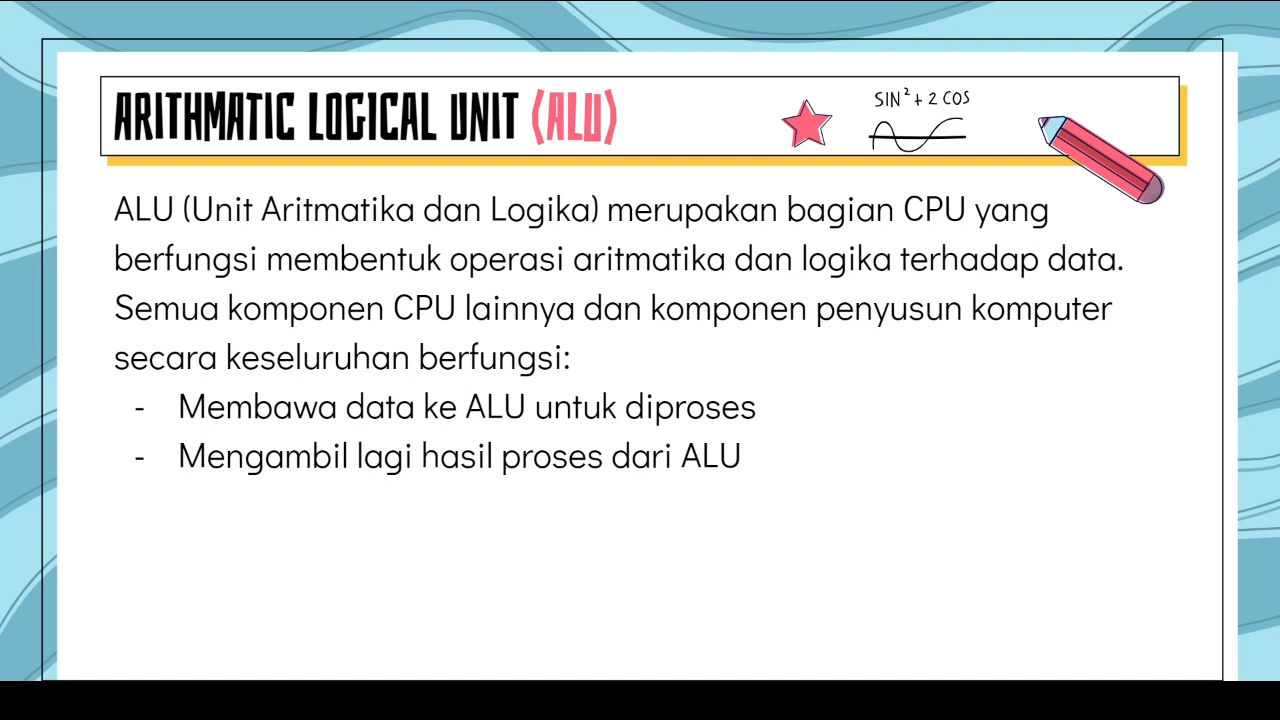 ARITHMATIC LOGICAL UNIT (ALU)
SIN² + 2 COS
ALU (Unit Aritmatika dan Logika) merupakan bagian CPU yang
berfungsi membentuk operasi aritmatika dan logika terhadap data.
Semua komponen CPU lainnya dan komponen penyusun komputer
secara keseluruhan berfungsi:
- Membawa data ke ALU untuk diproses
- Mengambil lagi hasil proses dari ALU